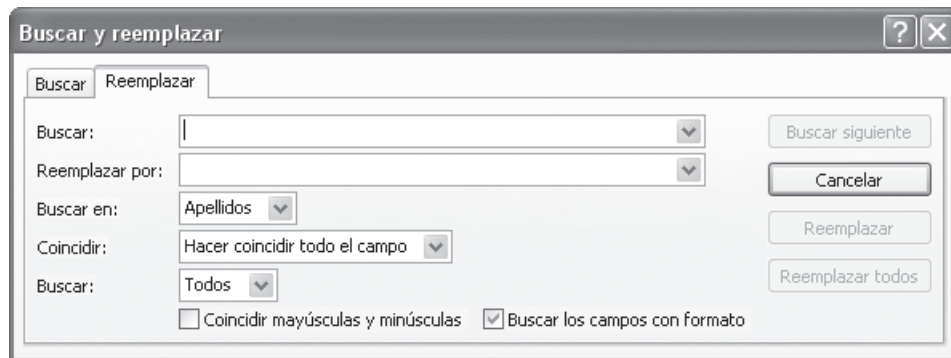 Buscar y reemplazar
Buscar Reemplazar
Buscar: Buscar siguiente
Reemplazar por: Cancelar
Buscar en: Apellidos
Coincidir: Hacer coincidir todo el campo Reemplazar
Buscar: Todos Reemplazar todos
Coincidir mayúsculas y minúsculas Buscar los campos con formato